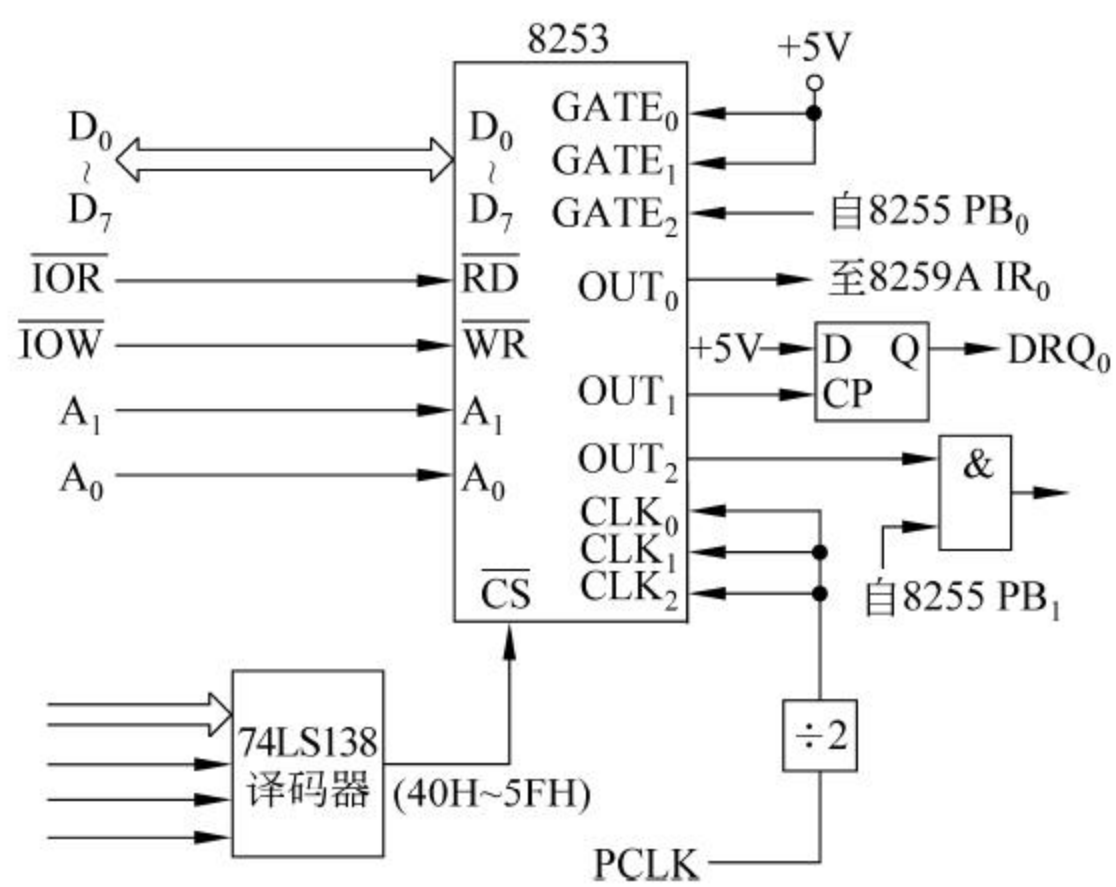 8253
+5V
D₀ ~ D₇
D₀ ~ D₇
GATE₀
GATE₁
GATE₂
自8255 PB₀
IOR
RD
OUT₀
至8259A IR₀
IOW
WR
+5V
D Q
DRQ₀
CP
A₁
A₁
OUT₁
OUT₂
&
A₀
A₀
CLK₀
CLK₁
CLK₂
CS
自8255 PB₁
74LS138
译码器
(40H~5FH)
÷2
PCLK